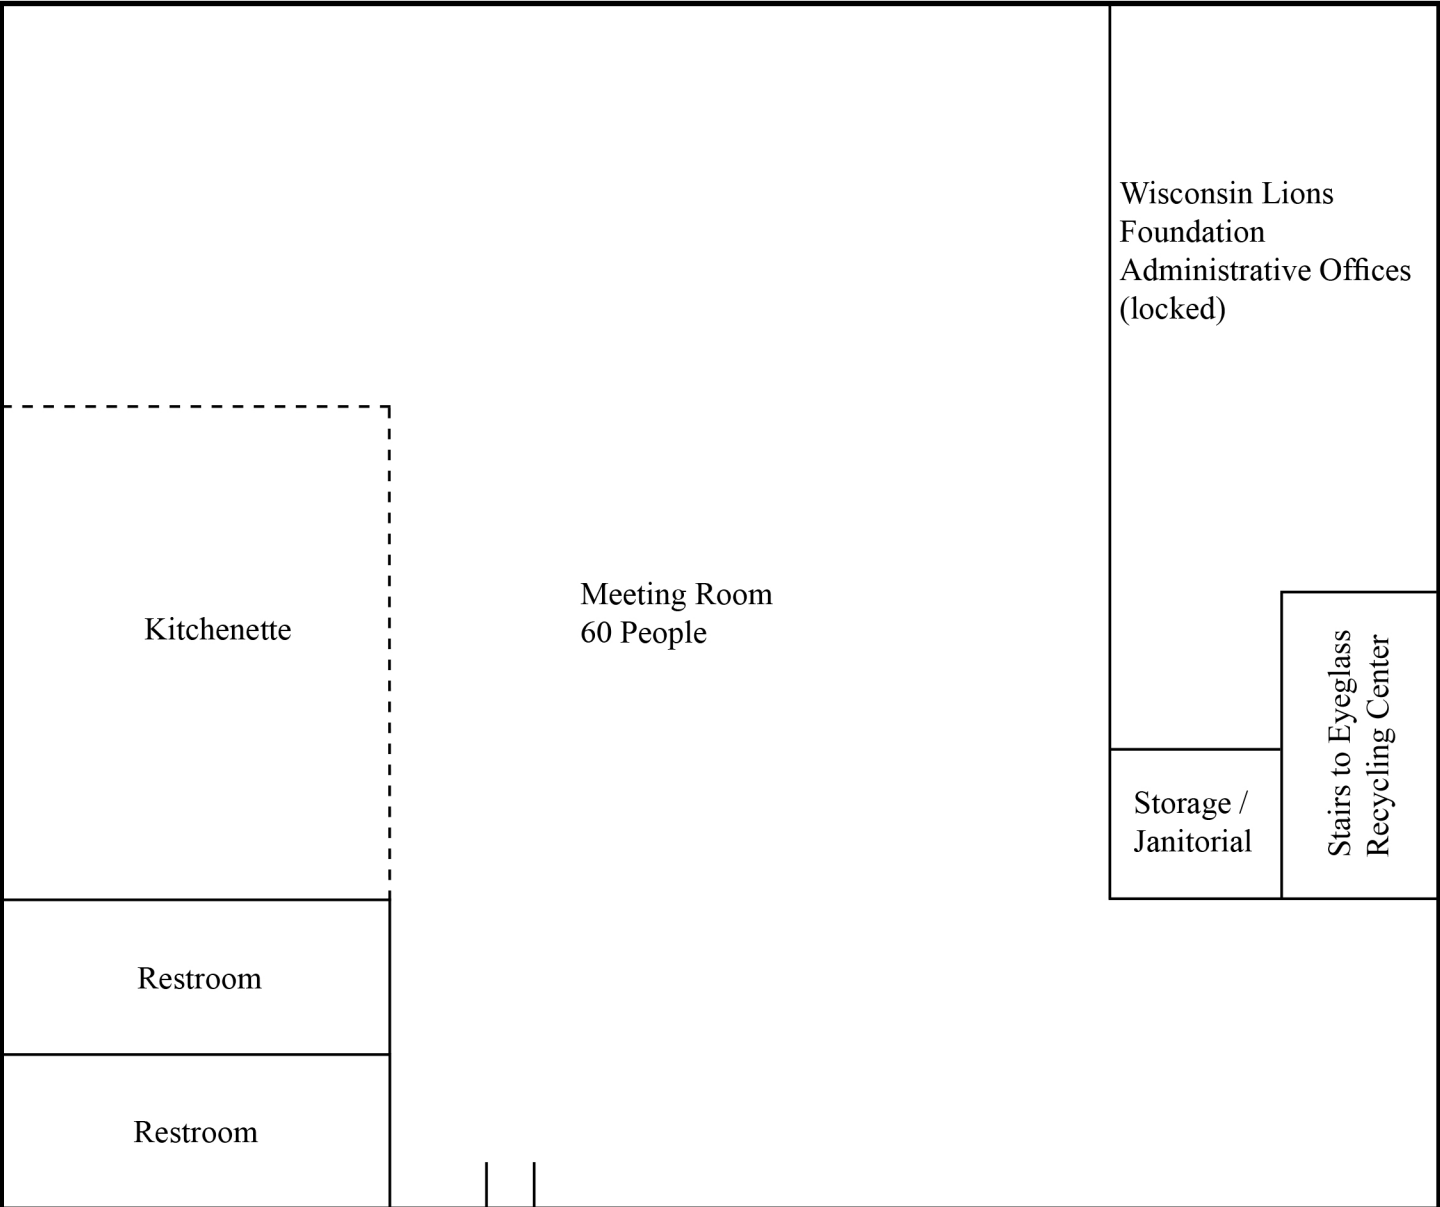 Wisconsin Lions
Foundation
Administrative Offices
(locked)
Meeting Room
60 People
Kitchenette
Stairs to Eyeglass
Recycling Center
Storage /
Janitorial
Restroom
Restroom